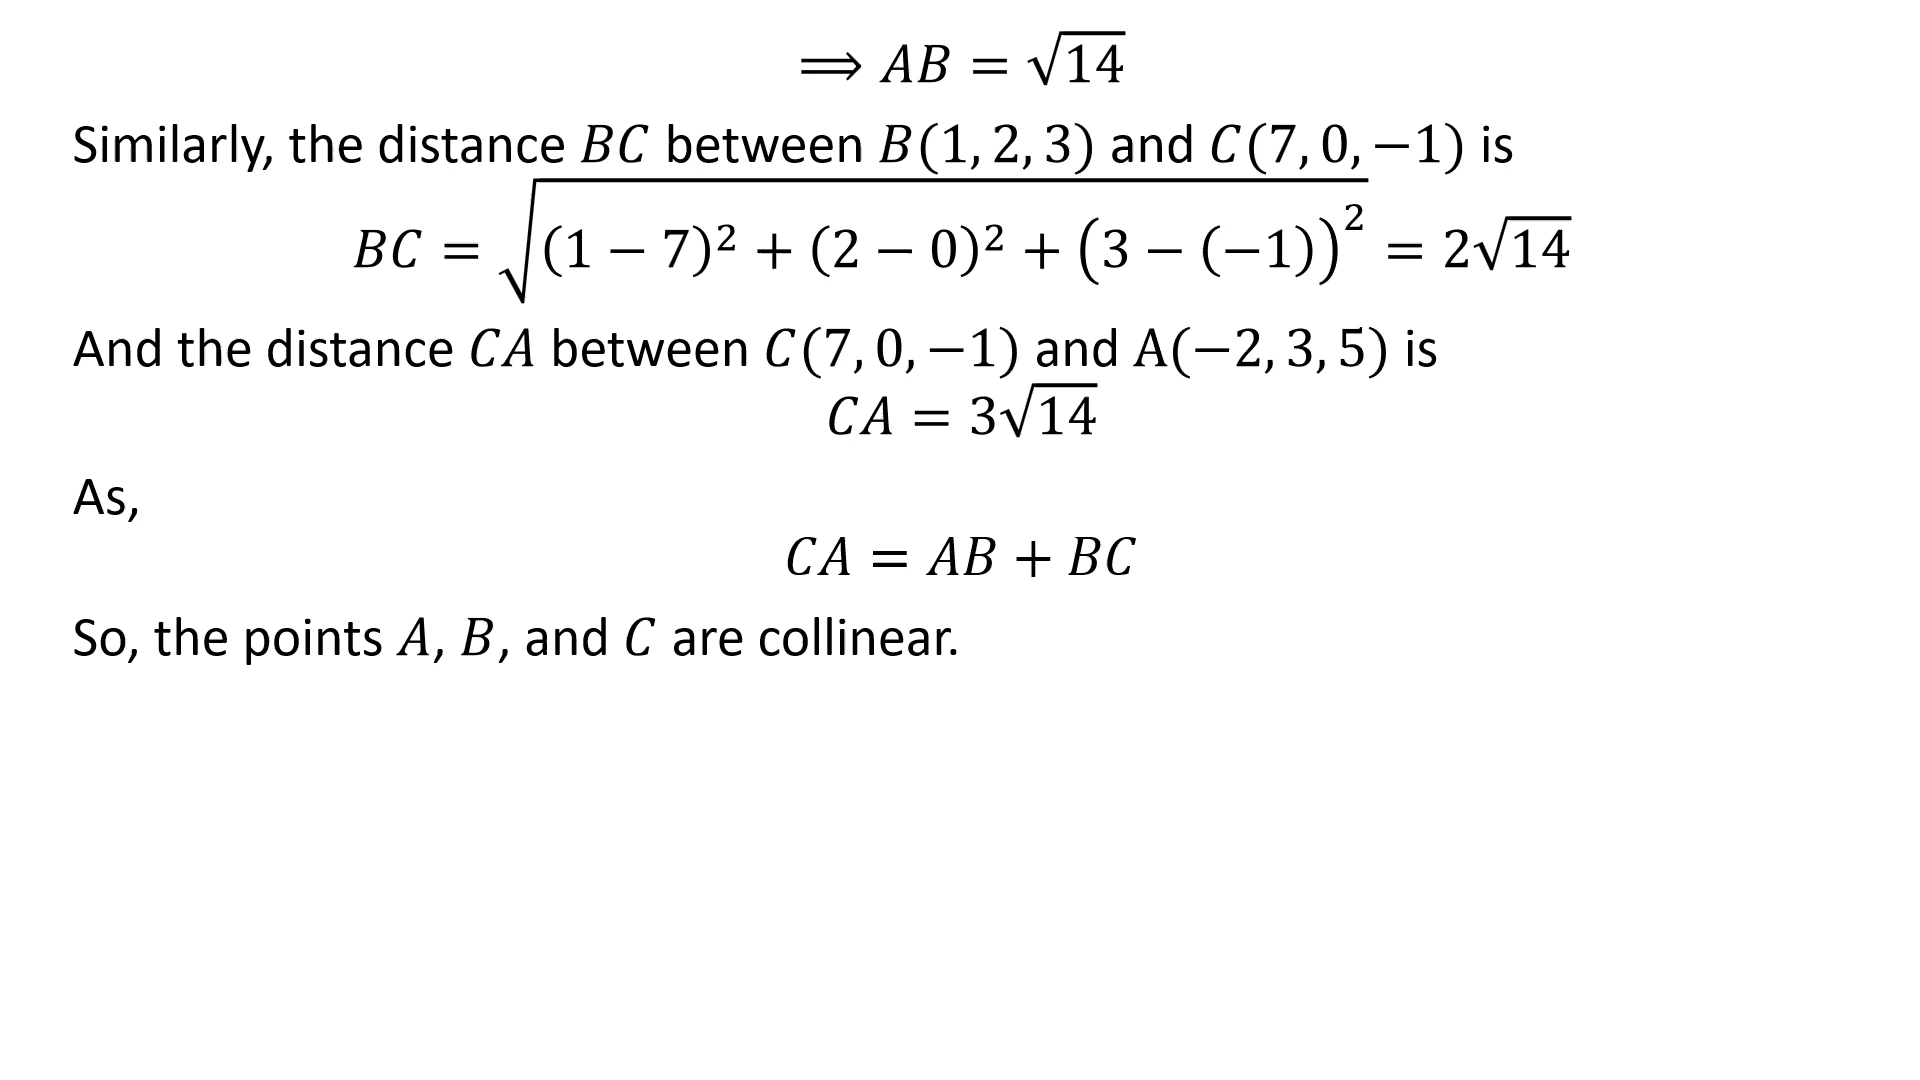 ⟹ AB = √14
Similarly, the distance BC between B(1, 2, 3) and C(7, 0, −1) is
BC = √((1 − 7)² + (2 − 0)² + (3 − (−1))²) = 2√14
And the distance CA between C(7, 0, −1) and A(−2, 3, 5) is
CA = 3√14
As,
CA = AB + BC
So, the points A, B, and C are collinear.